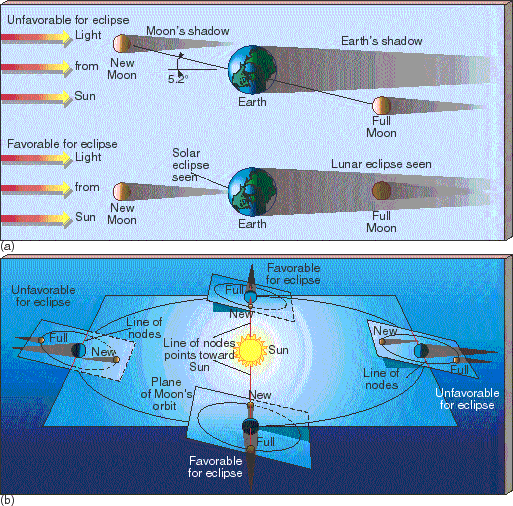 Unfavorable for eclipse
Light
from
Sun
New
Moon
Moon's shadow
5.2°
Earth
Earth's shadow
Full
Moon
Favorable for eclipse
Light
from
Sun
New
Moon
Solar
eclipse
seen
Earth
Lunar eclipse seen
Full
Moon
(a)
Unfavorable
for eclipse
Full
New
Line of
nodes
Favorable
for eclipse
Full
New
Line of nodes
points toward
Sun
Sun
Plane
of Moon's
orbit
New
Full
Favorable
for eclipse
New
Full
Line of
nodes
Unfavorable
for eclipse
(b)